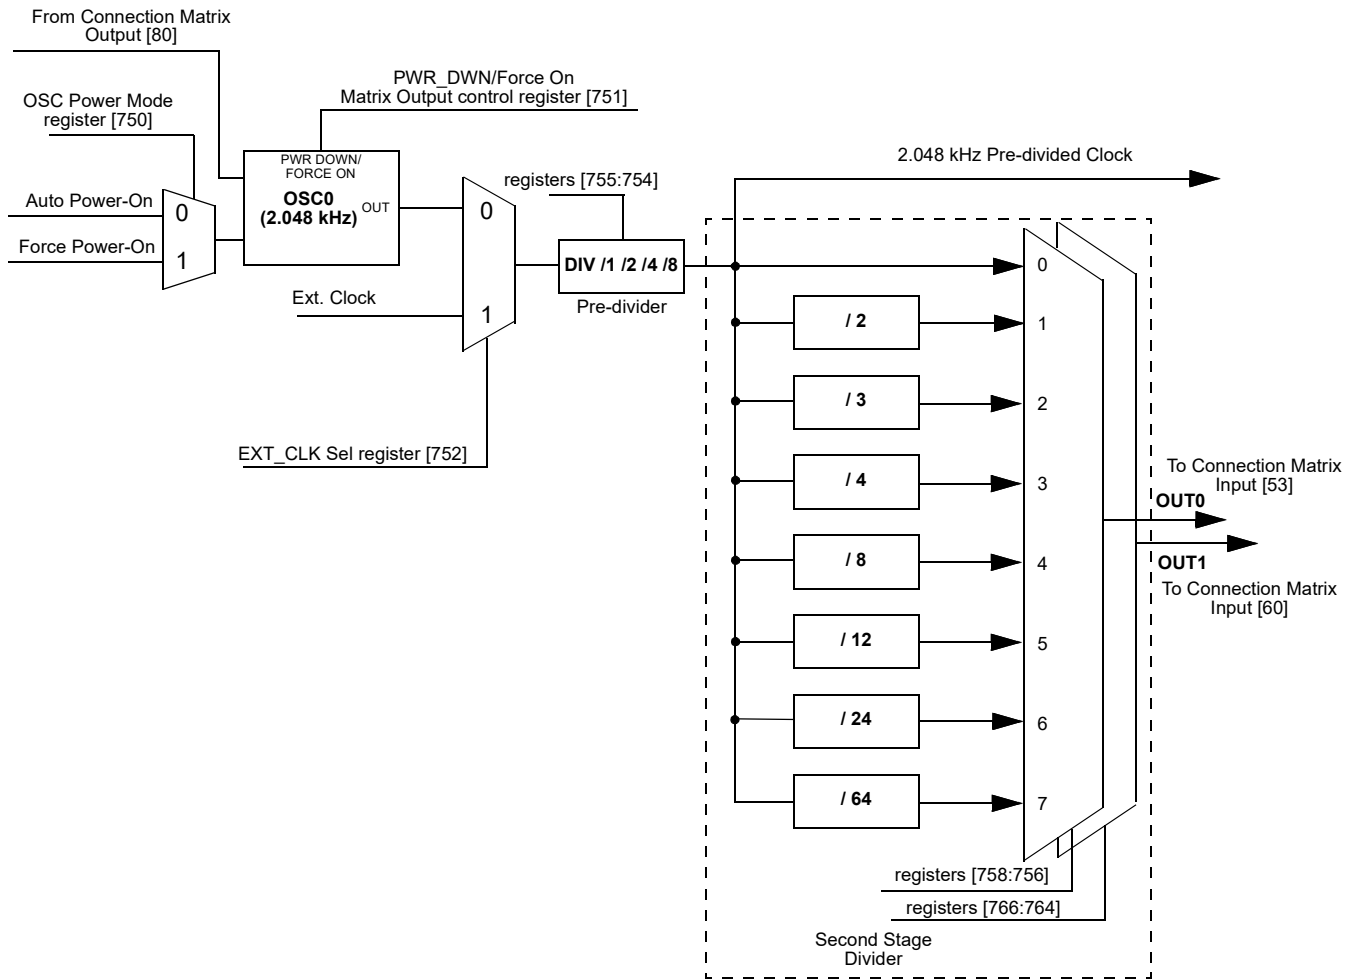 From Connection Matrix
Output [80]
PWR_DWN/Force On
Matrix Output control register [751]
OSC Power Mode
register [750]
Auto Power-On
Force Power-On
0
1
PWR DOWN/
FORCE ON
OSC0
(2.048 kHz)
OUT
0
1
Ext. Clock
EXT_CLK Sel register [752]
registers [755:754]
DIV /1 /2 /4 /8
Pre-divider
2.048 kHz Pre-divided Clock
0
/ 2
1
/ 3
2
/ 4
3
/ 8
4
/ 12
5
/ 24
6
/ 64
7
To Connection Matrix
Input [53]
OUT0
OUT1
To Connection Matrix
Input [60]
registers [758:756]
registers [766:764]
Second Stage
Divider